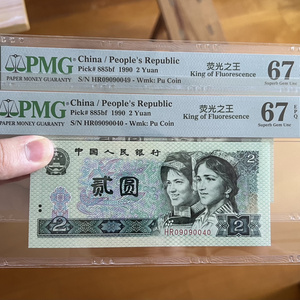 PMG
PAPER MONEY GUARANTY
China / People's Republic
Pick# 885bf 1990 2 Yuan
S/N HR09090049 - Wmk: Pu Coin
荧光之王
King of Fluorescence
67
Superb Gem Unc
PMG
PAPER MONEY GUARANTY
China / People's Republic
Pick# 885bf 1990 2 Yuan
S/N HR09090040 - Wmk: Pu Coin
荧光之王
King of Fluorescence
67 EPQ
Superb Gem Unc
中国人民银行
2
贰圆
2
2
HR09090040